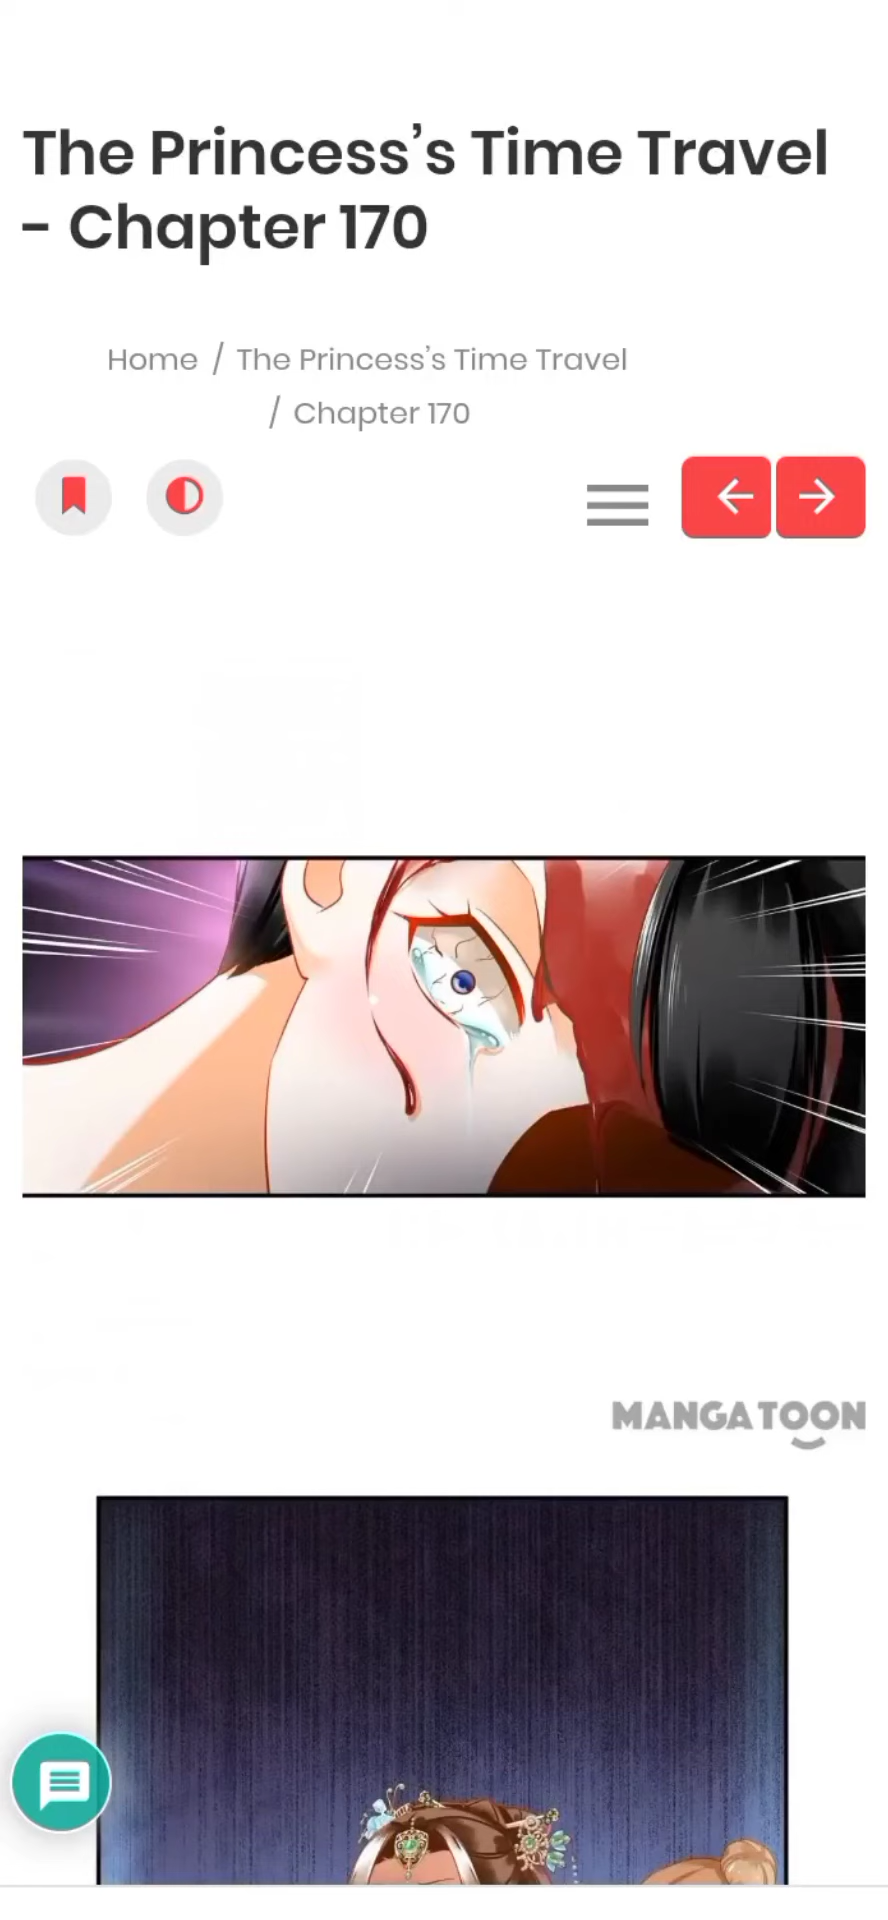 The Princess’s Time Travel
- Chapter 170
Home / The Princess’s Time Travel
/ Chapter 170
MANGATOON